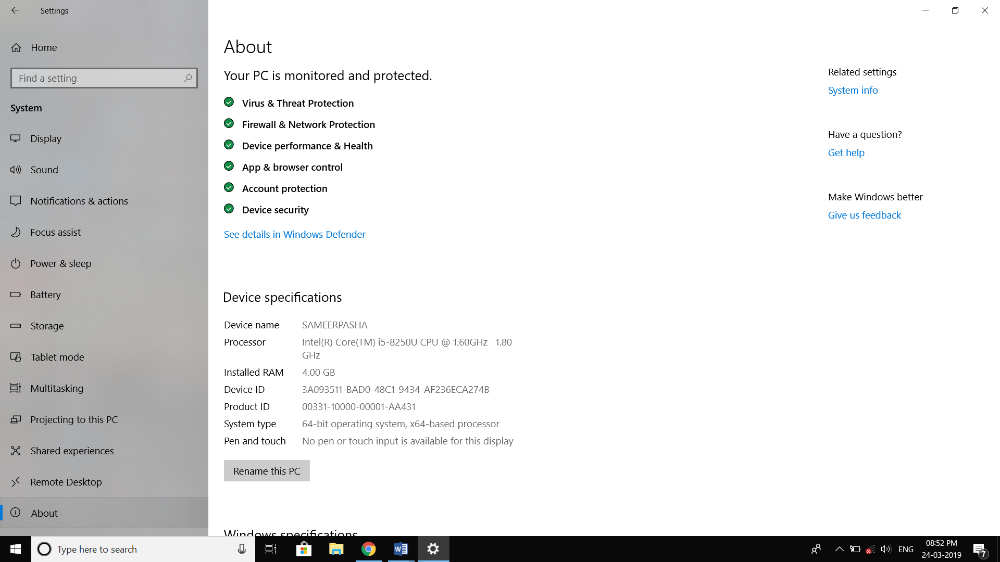 Settings
Home
Find a setting
System
Display
Sound
Notifications & actions
Focus assist
Power & sleep
Battery
Storage
Tablet mode
Multitasking
Projecting to this PC
Shared experiences
Remote Desktop
About
About
Your PC is monitored and protected.
Virus & Threat Protection
Firewall & Network Protection
Device performance & Health
App & browser control
Account protection
Device security
See details in Windows Defender
Device specifications
Device name SAMEERPASHA
Processor Intel(R) Core(TM) i5-8250U CPU @ 1.60GHz 1.80
GHz
Installed RAM 4.00 GB
Device ID 3A093511-BAD0-48C1-9434-AF236ECA274B
Product ID 00331-10000-00001-AA431
System type 64-bit operating system, x64-based processor
Pen and touch No pen or touch input is available for this display
Rename this PC
Windows specifications
Related settings
System info
Have a question?
Get help
Make Windows better
Give us feedback
Type here to search
W
ENG
08:52 PM
24-03-2019
7